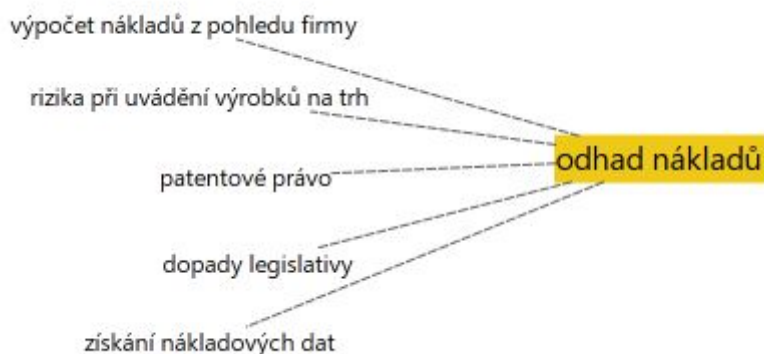 výpočet nákladů z pohledu firmy
rizika při uvádění výrobků na trh
odhad nákladů
patentové právo
dopady legislativy
získání nákladových dat